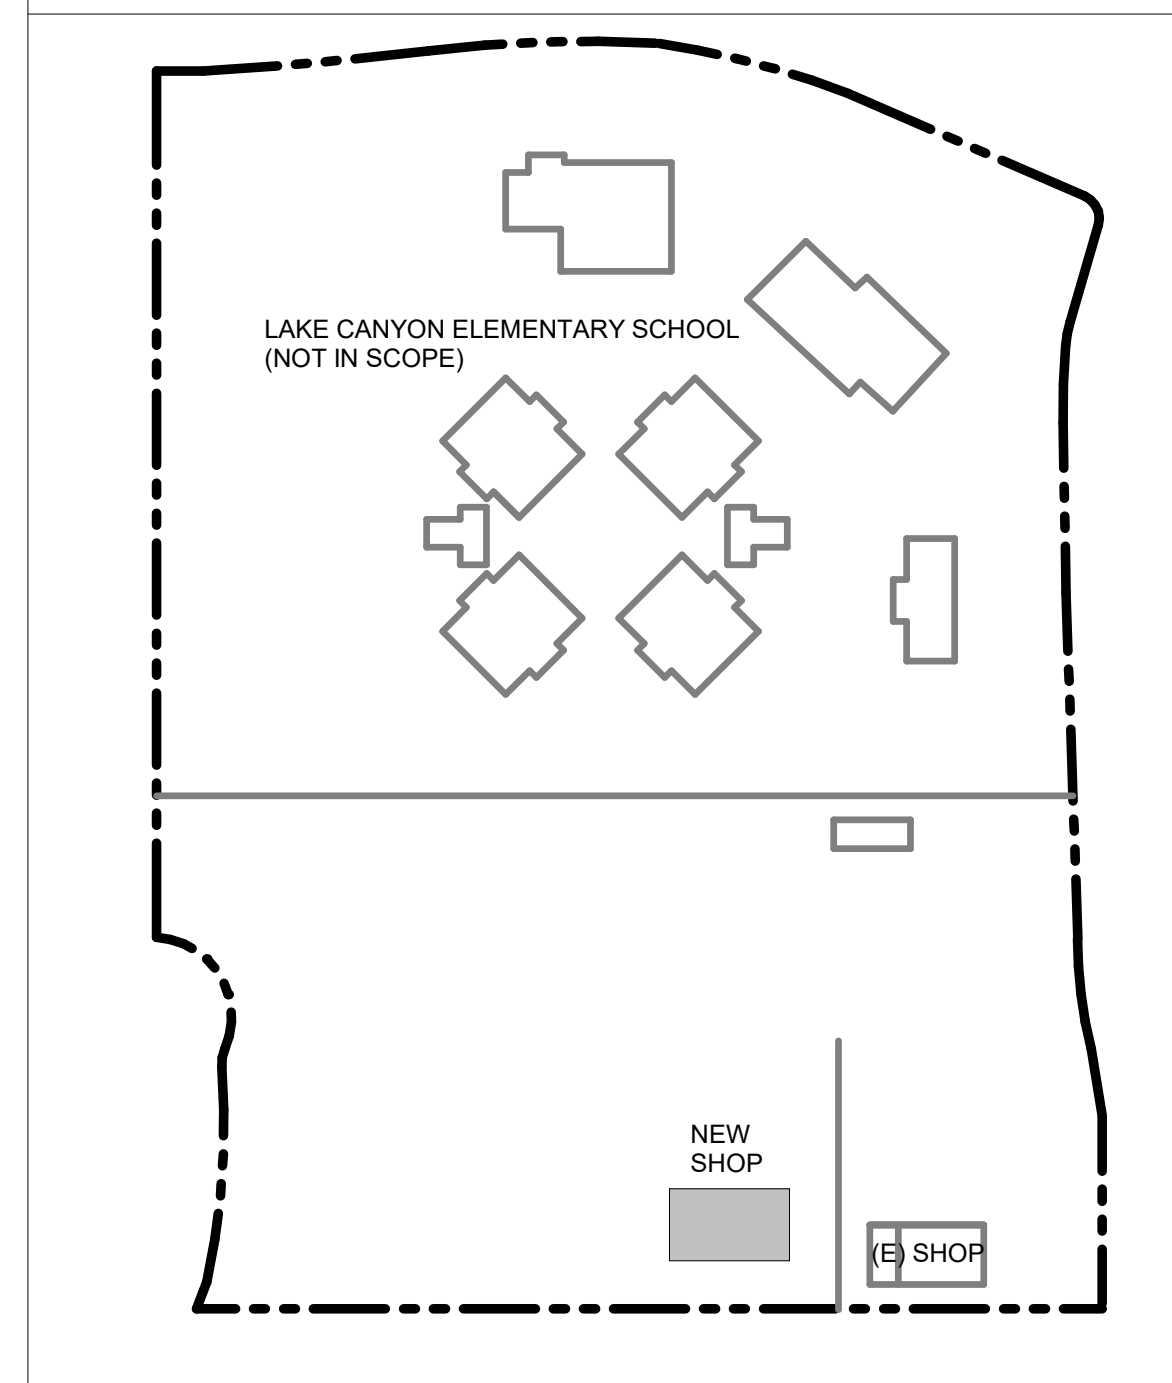 LAKE CANYON ELEMENTARY SCHOOL
(NOT IN SCOPE)
NEW
SHOP
(E) SHOP